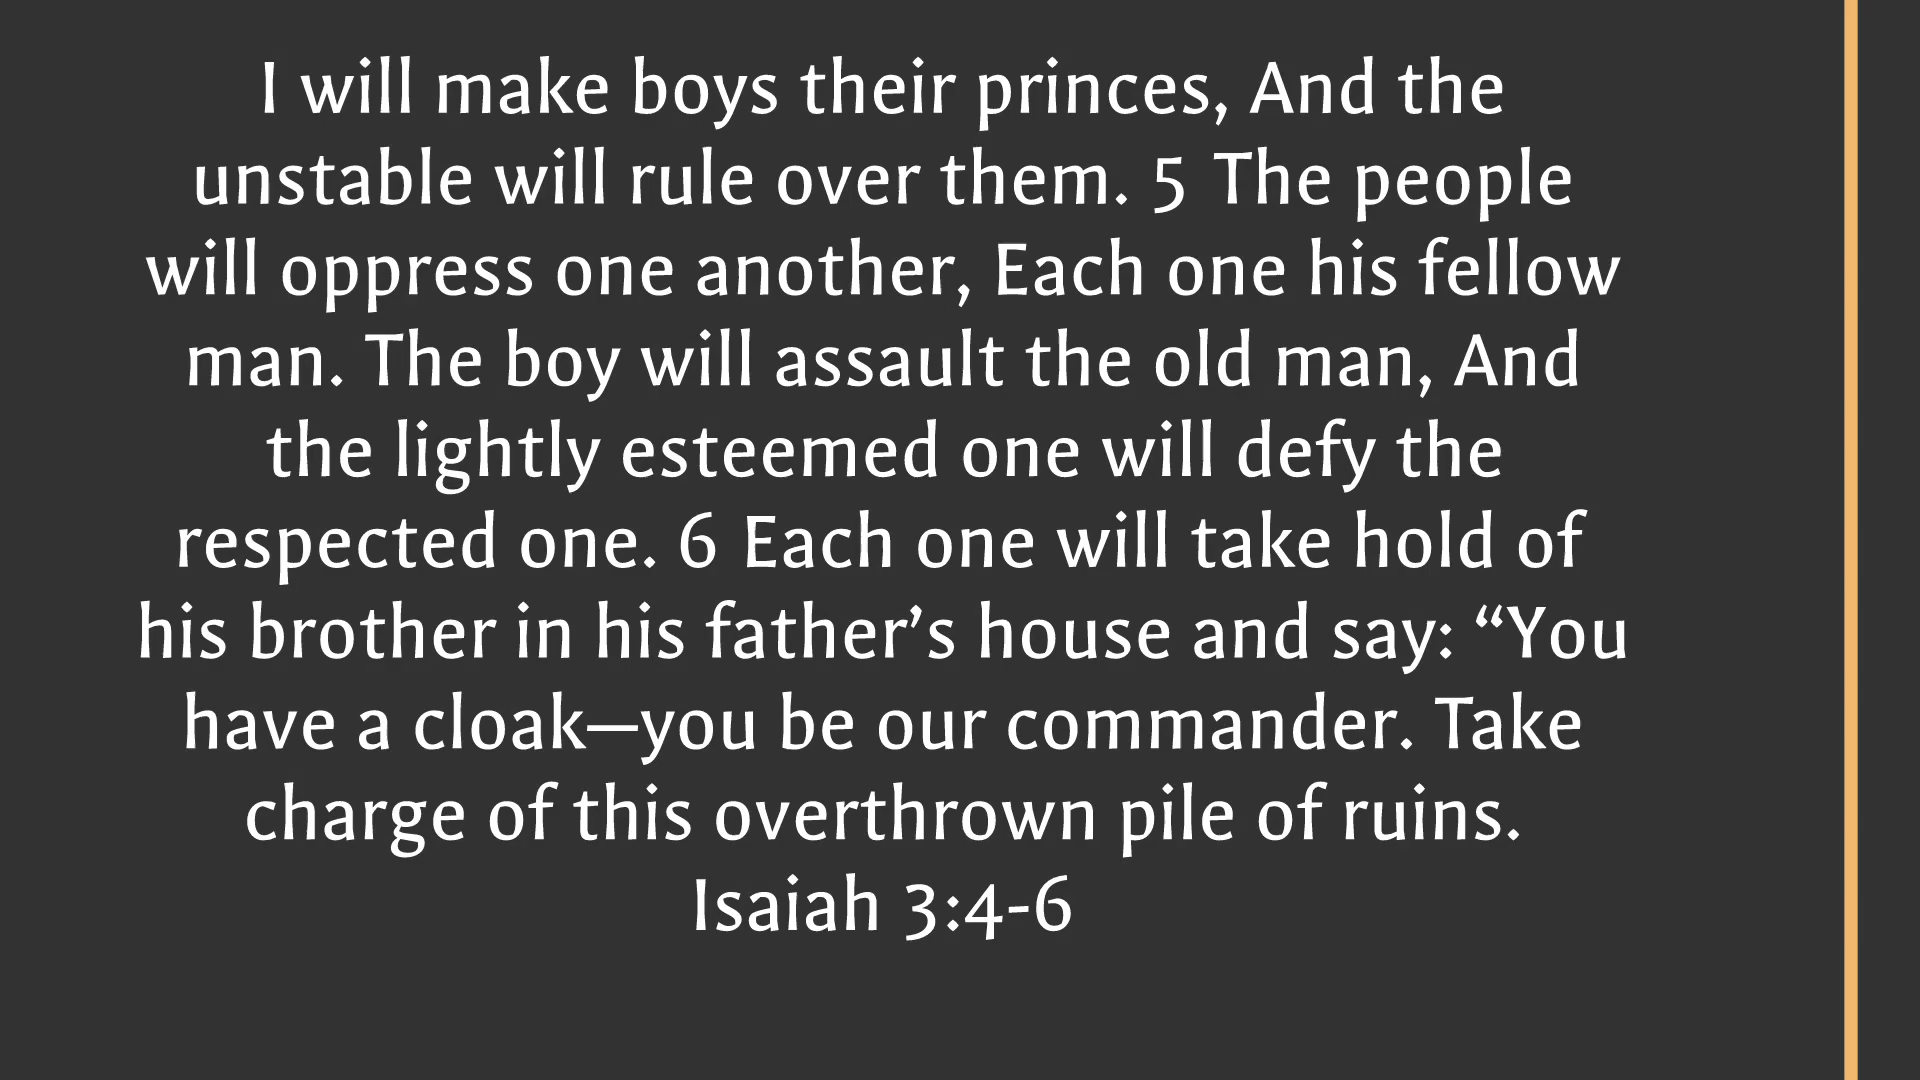 I will make boys their princes, And the
unstable will rule over them. 5 The people
will oppress one another, Each one his fellow
man. The boy will assault the old man, And
the lightly esteemed one will defy the
respected one. 6 Each one will take hold of
his brother in his father’s house and say: “You
have a cloak—you be our commander. Take
charge of this overthrown pile of ruins.
Isaiah 3:4-6